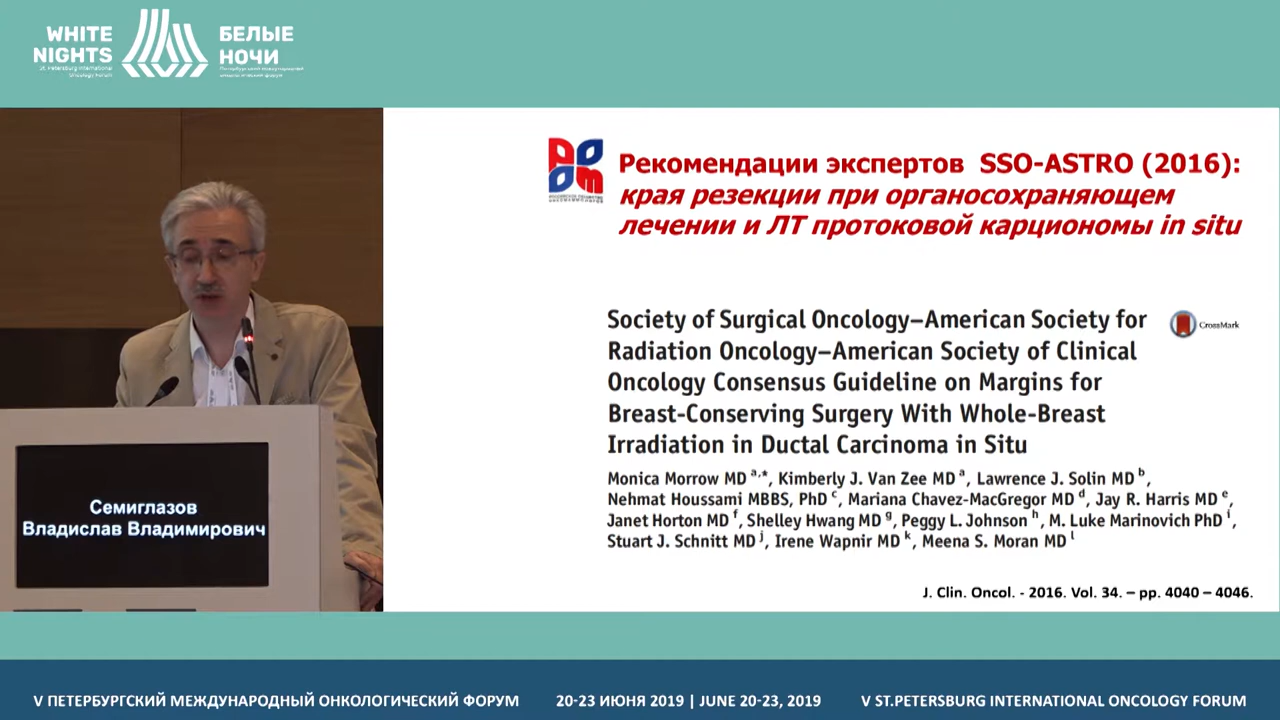 WHITE
NIGHTS
St. Petersburg International
Oncology Forum
БЕЛЫЕ
НОЧИ
Петербургский международный
онкологический форум
Рекомендации экспертов SSO-ASTRO (2016):
края резекции при органосохраняющем
лечении и ЛТ протоковой карциономы in situ
Society of Surgical Oncology–American Society for
Radiation Oncology–American Society of Clinical
Oncology Consensus Guideline on Margins for
Breast-Conserving Surgery With Whole-Breast
Irradiation in Ductal Carcinoma in Situ
CrossMark
Monica Morrow MD a,*, Kimberly J. Van Zee MD a, Lawrence J. Solin MD b,
Nehmat Houssami MBBS, PhD c, Mariana Chavez-MacGregor MD d, Jay R. Harris MD e,
Janet Horton MD f, Shelley Hwang MD g, Peggy L. Johnson h, M. Luke Marinovich PhD i,
Stuart J. Schnitt MD j, Irene Wapnir MD k, Meena S. Moran MD l
J. Clin. Oncol. - 2016. Vol. 34. – pp. 4040 – 4046.
Семиглазов
Владислав Владимирович
V ПЕТЕРБУРГСКИЙ МЕЖДУНАРОДНЫЙ ОНКОЛОГИЧЕСКИЙ ФОРУМ
20-23 ИЮНЯ 2019 | JUNE 20-23, 2019
V ST.PETERSBURG INTERNATIONAL ONCOLOGY FORUM